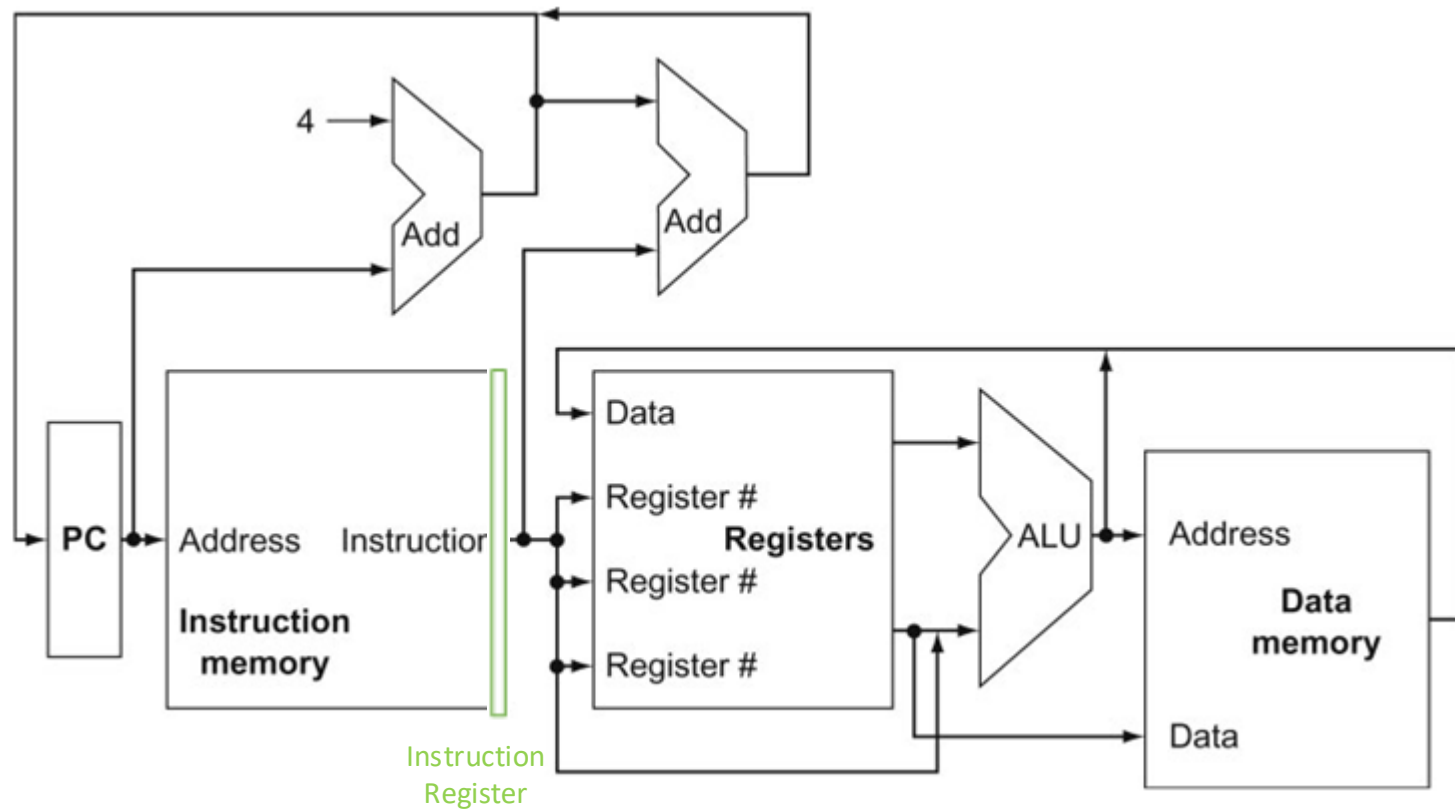 4
Add
Add
Data
Register #
PC
Address
Instruction
Registers
ALU
Address
Register #
Instruction
memory
Data
memory
Register #
Data
Instruction
Register